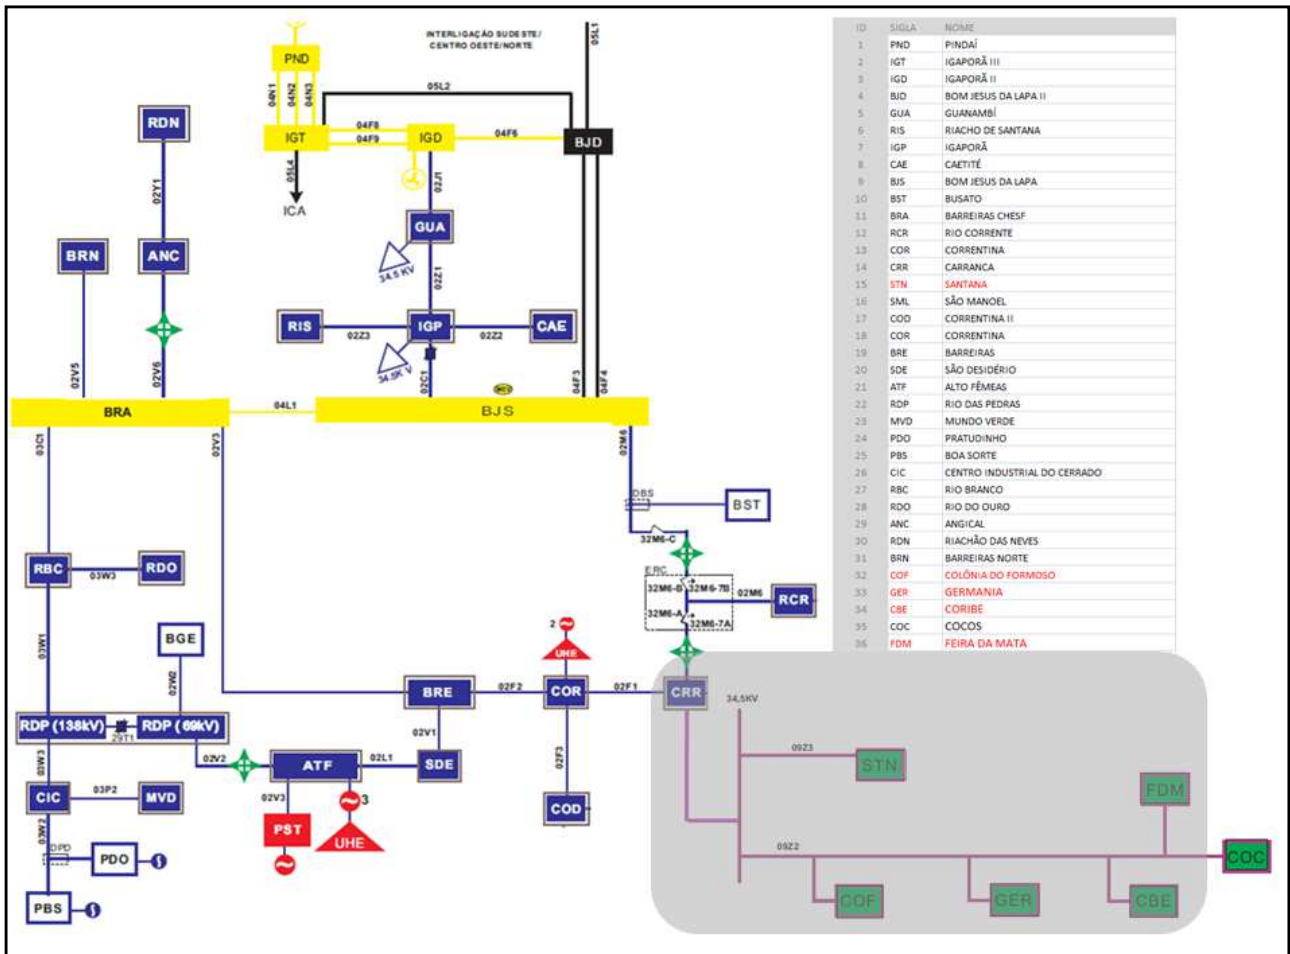 INTERLIGAÇÃO SUDESTE/
CENTRO OESTE/NORTE
05L1
PND
04N1
04N2
04N3
05L2
RDN
IGT
04F8
04F9
IGD
04F6
BJD
02Y1
05L4
ICA
02J1
GUA
34.5 KV
BRN
ANC
02Z1
RIS
02Z3
IGP
02Z2
CAE
34.5K V
02V5
02V6
02C1
04F3
04F4
BRA
04L1
BJS
03C1
02V3
02M6
DBS
BST
32M6-C
ERC
32M6-B
32M6-7B
02M6
RCR
32M6-A
32M6-7A
RBC
03W3
RDO
03W1
BGE
02W2
2
UHE
BRE
02F2
COR
02F1
CRR
34,5KV
RDP (138kV)
29T1
RDP ( 69kV)
02V1
02F3
03W3
02V2
ATF
02L1
SDE
09Z3
STN
CIC
03P2
MVD
02V3
3
COD
FDM
PST
UHE
03W2
DPD
PDO
09Z2
COC
PBS
COF
GER
CBE
ID SIGLA NOME
1 PND PINDAÍ
2 IGT IGAPORÃ III
3 IGD IGAPORÃ II
4 BJD BOM JESUS DA LAPA II
5 GUA GUANAMBÍ
6 RIS RIACHO DE SANTANA
7 IGP IGAPORÃ
8 CAE CAETITÉ
9 BJS BOM JESUS DA LAPA
10 BST BUSATO
11 BRA BARREIRAS CHESF
12 RCR RIO CORRENTE
13 COR CORRENTINA
14 CRR CARRANCA
15 STN SANTANA
16 SML SÃO MANOEL
17 COD CORRENTINA II
18 COR CORRENTINA
19 BRE BARREIRAS
20 SDE SÃO DESIDÉRIO
21 ATF ALTO FÊMEAS
22 RDP RIO DAS PEDRAS
23 MVD MUNDO VERDE
24 PDO PRATUDINHO
25 PBS BOA SORTE
26 CIC CENTRO INDUSTRIAL DO CERRADO
27 RBC RIO BRANCO
28 RDO RIO DO OURO
29 ANC ANGICAL
30 RDN RIACHÃO DAS NEVES
31 BRN BARREIRAS NORTE
32 COF COLÔNIA DO FORMOSO
33 GER GERMANIA
34 CBE CORIBE
35 COC COCOS
36 FDM FEIRA DA MATA